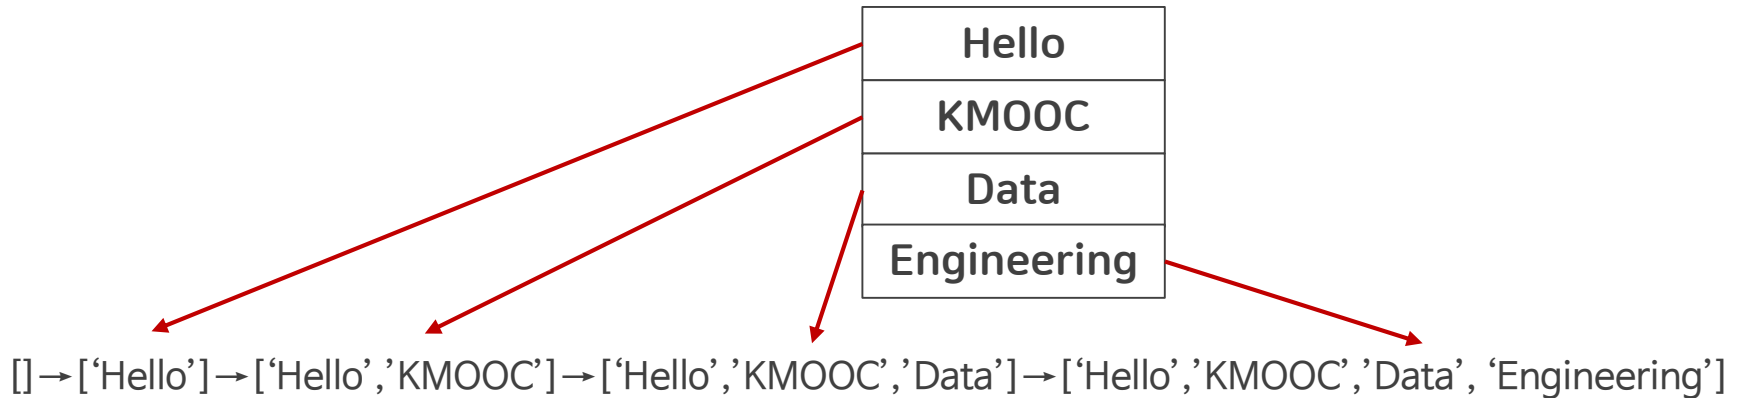 Hello
KMOOC
Data
Engineering
[]→[‘Hello’]→[‘Hello’,’KMOOC’]→[‘Hello’,’KMOOC’,’Data’]→[‘Hello’,’KMOOC’,’Data’, ‘Engineering’]